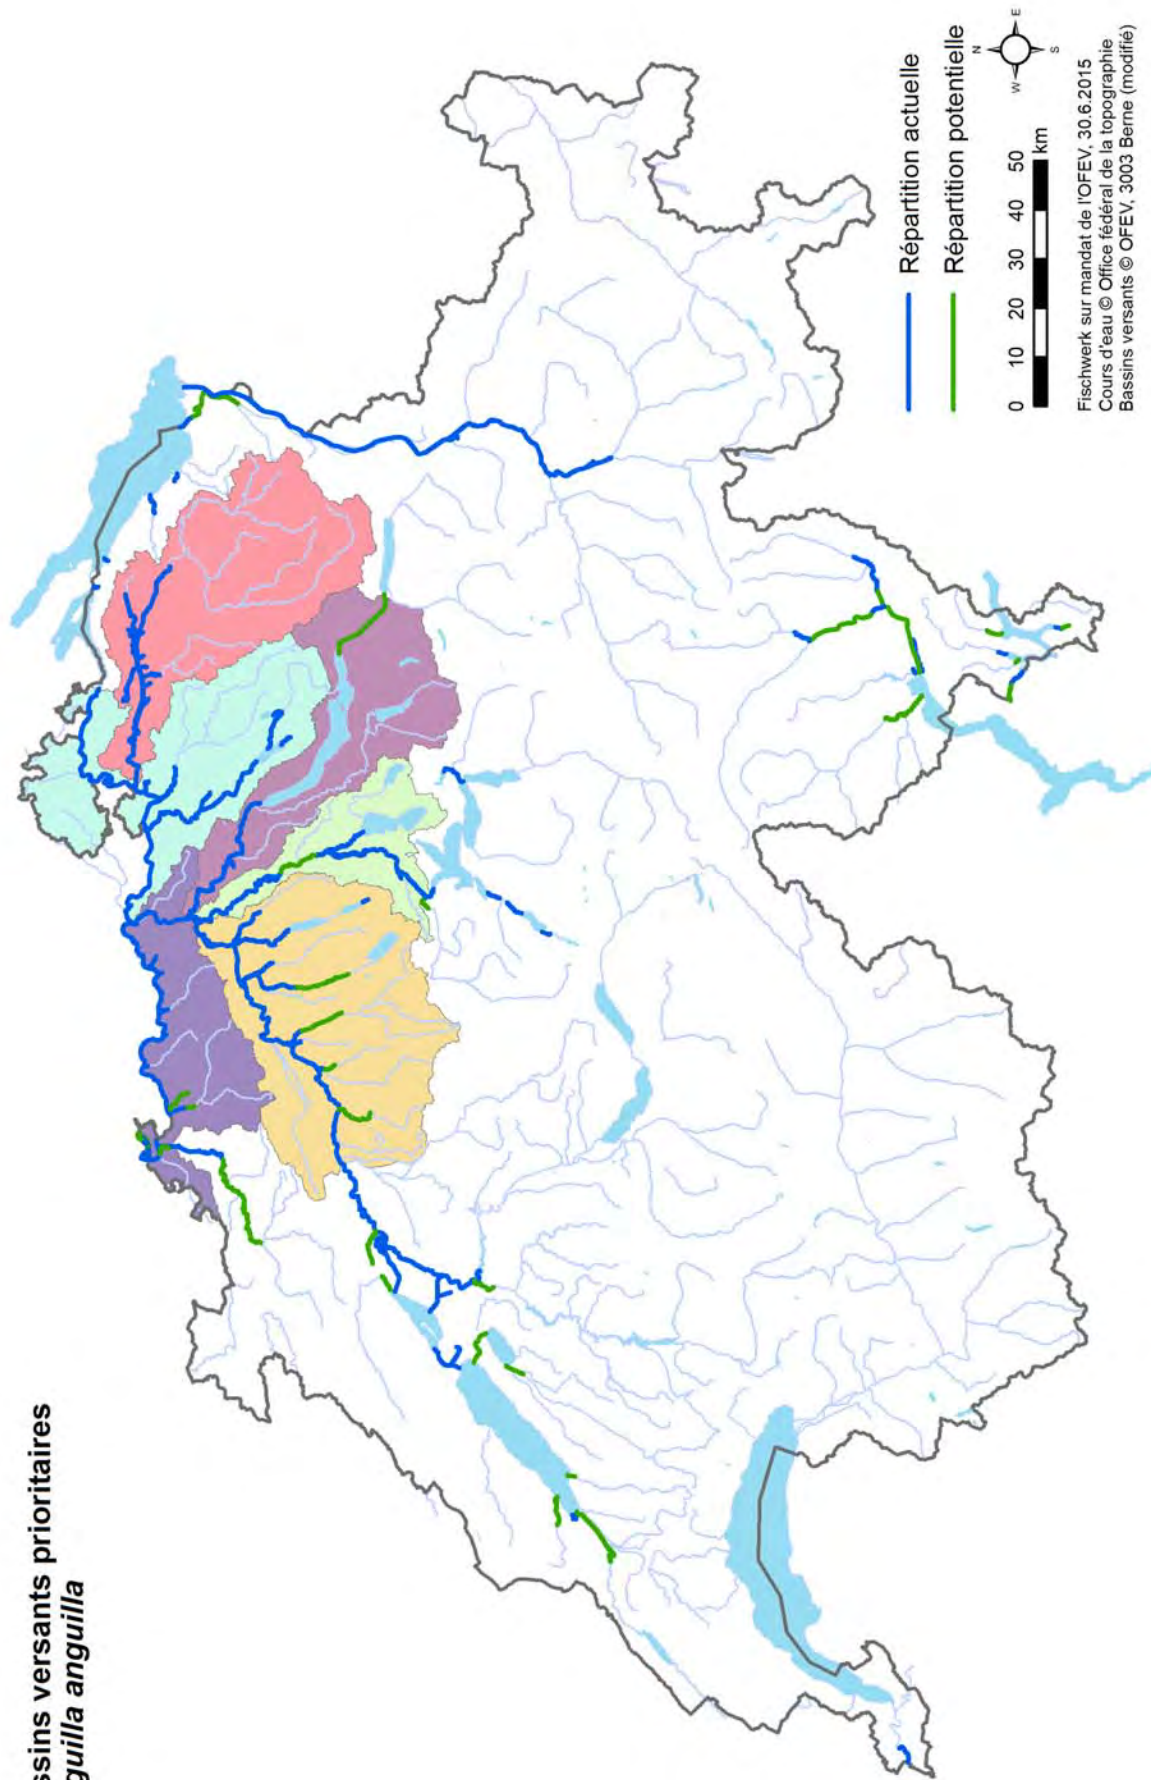 ssins versants prioritaires
guilla anguilla
Répartition actuelle
Répartition potentielle
N
W
E
S
0 10 20 30 40 50
km
Fischwerk sur mandat de l'OFEV, 30.6.2015
Cours d'eau © Office fédéral de la topographie
Bassins versants © OFEV, 3003 Berne (modifié)